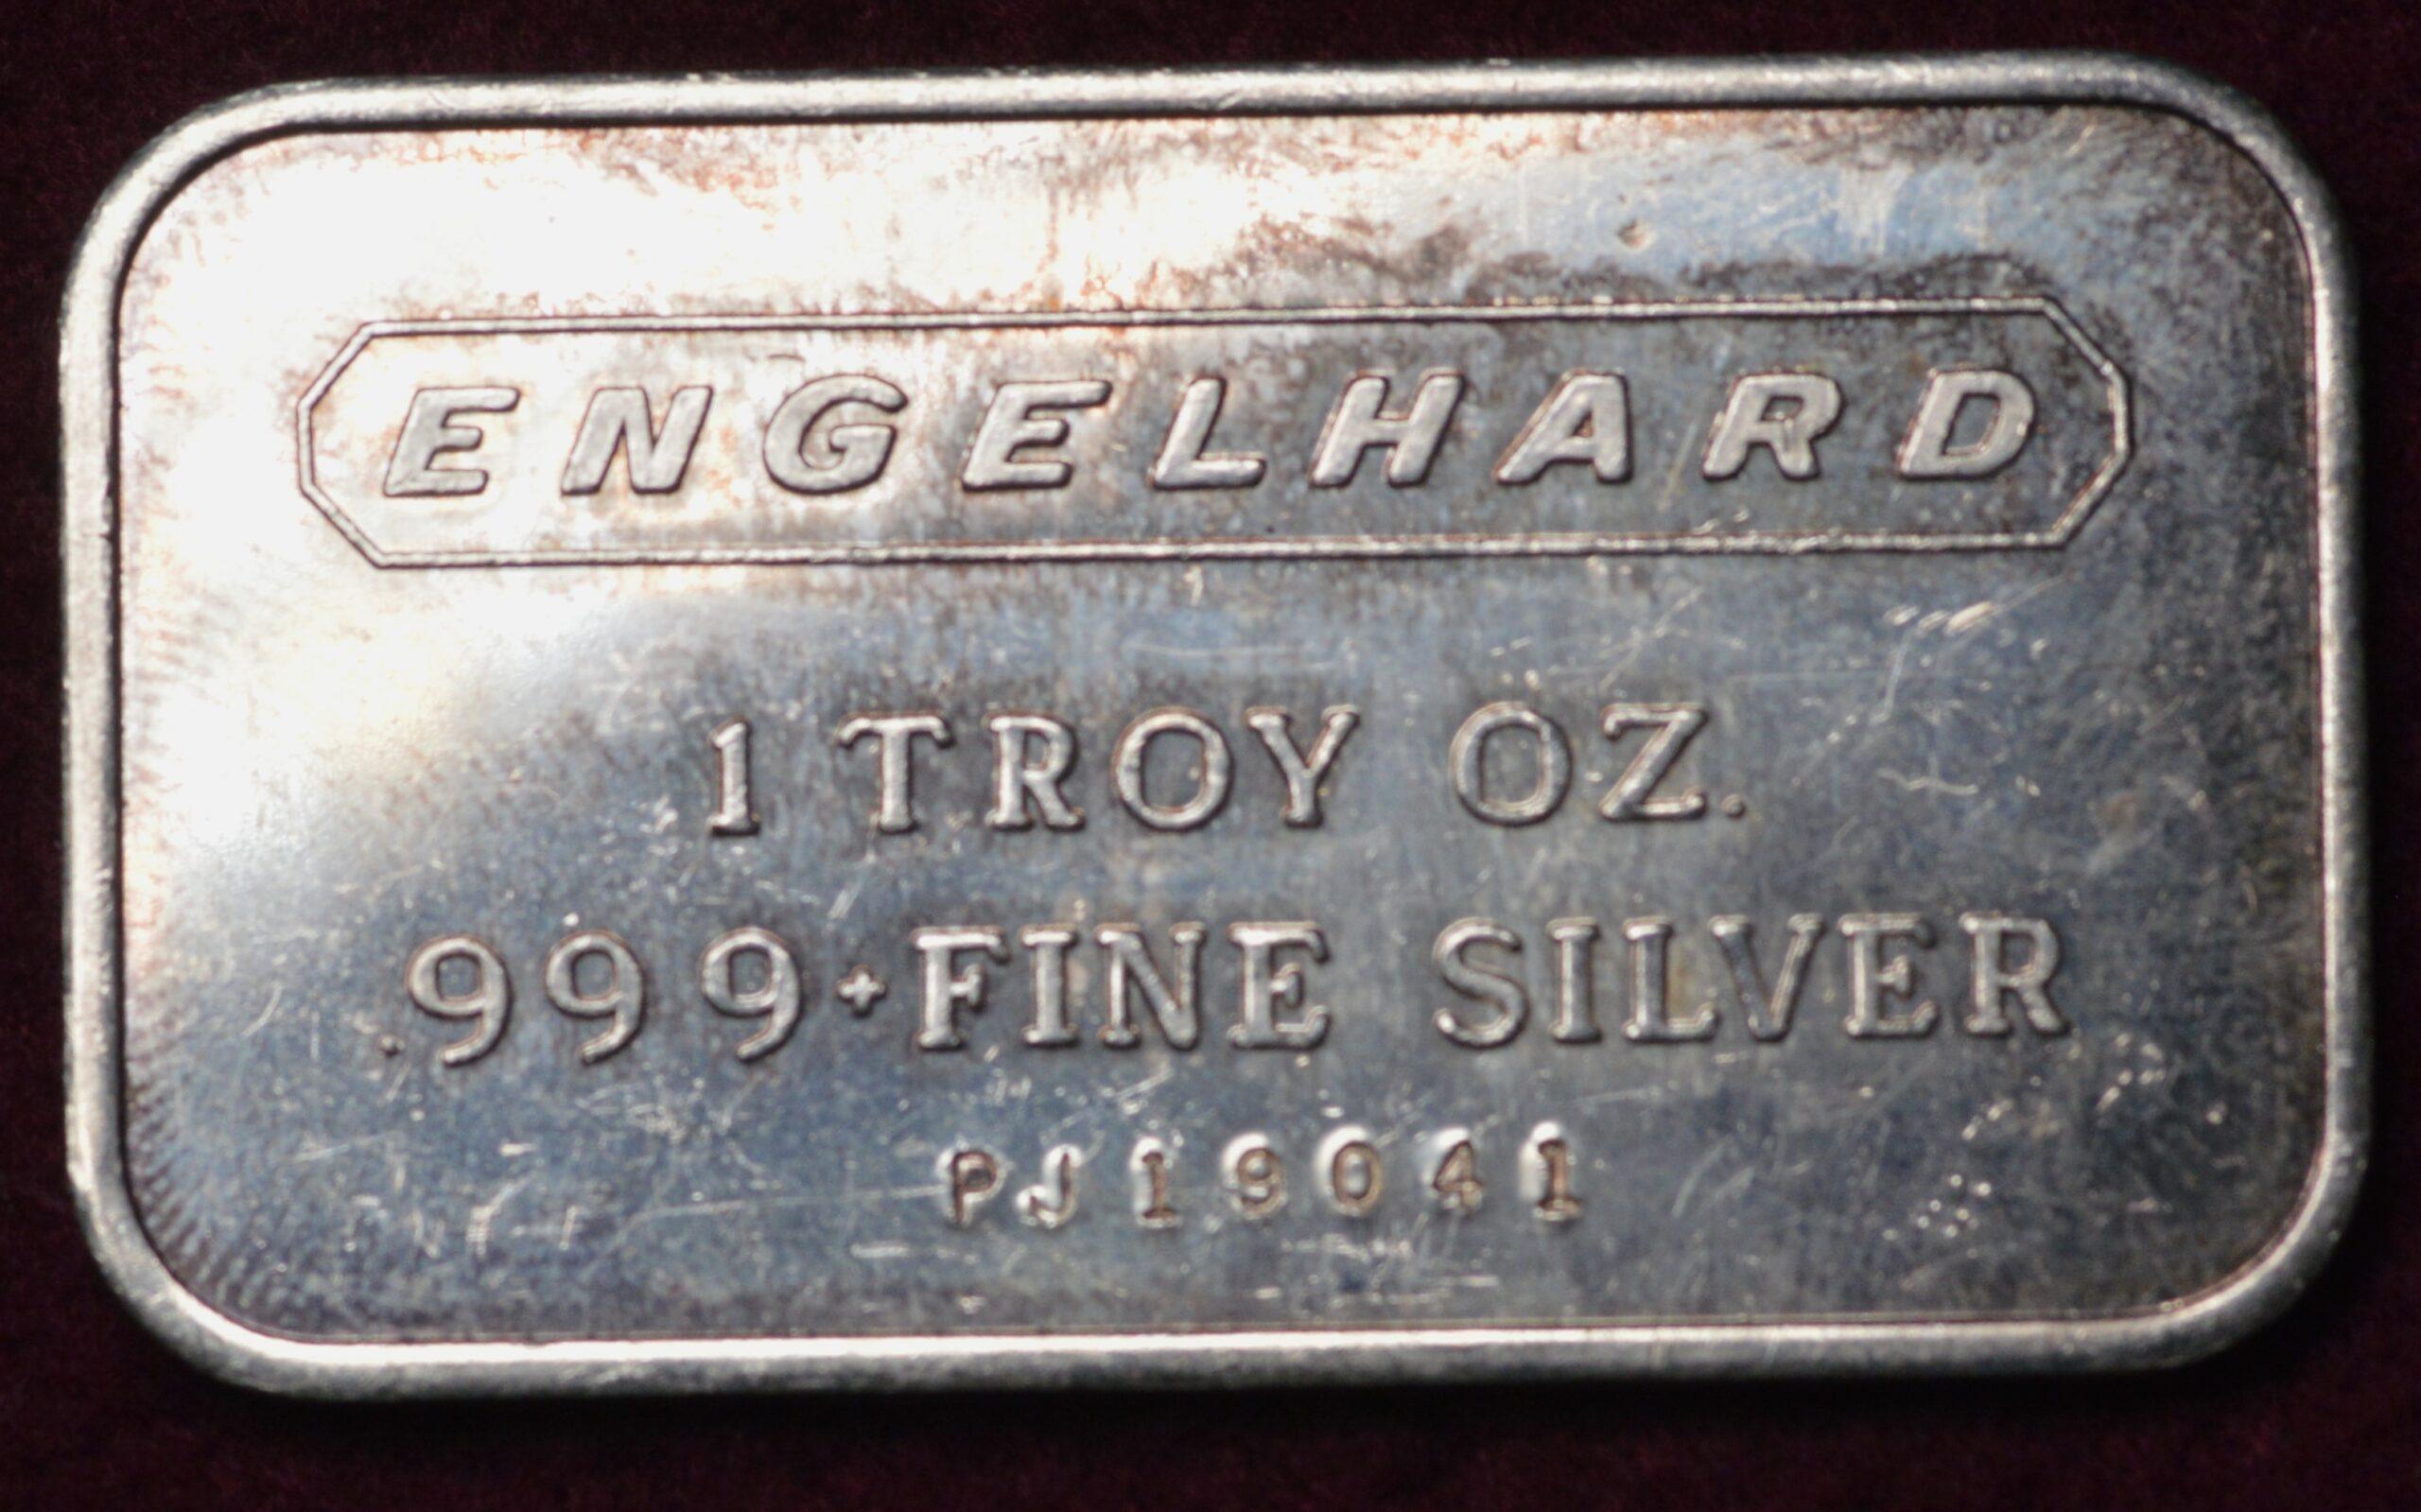 ENGELHARD
1 TROY OZ.
.999+FINE SILVER
PJ19041